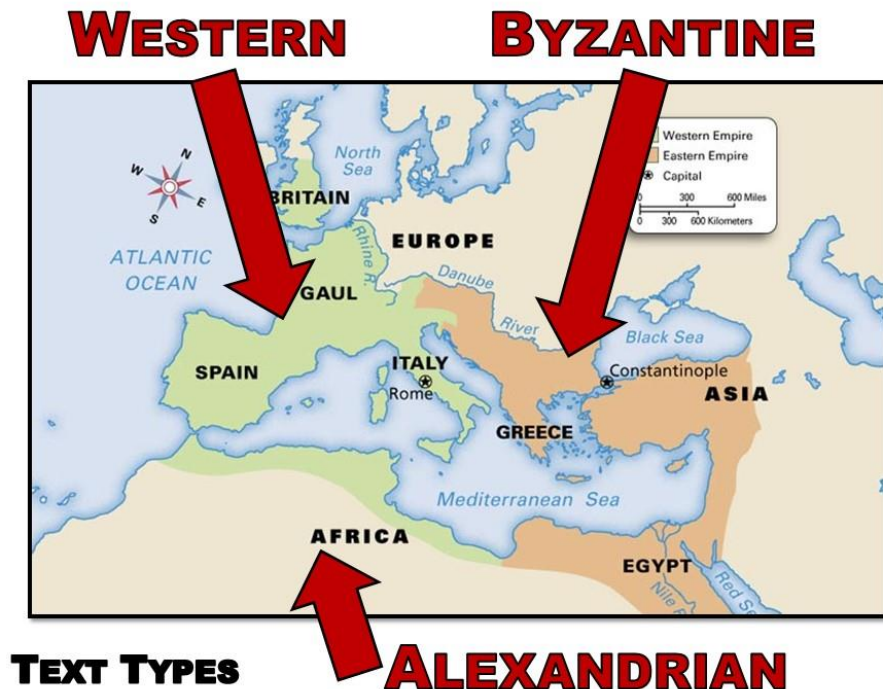 WESTERN BYZANTINE
Western Empire
Eastern Empire
Capital
0 300 600 Miles
0 300 600 Kilometers
N
W
E
S
North
Sea
BRITAIN
ATLANTIC
OCEAN
EUROPE
Rhine R.
GAUL
Danube
River
Black Sea
SPAIN
ITALY
Rome
Constantinople
ASIA
GREECE
Mediterranean Sea
AFRICA
EGYPT
Nile
Red
TEXT TYPES
ALEXANDRIAN